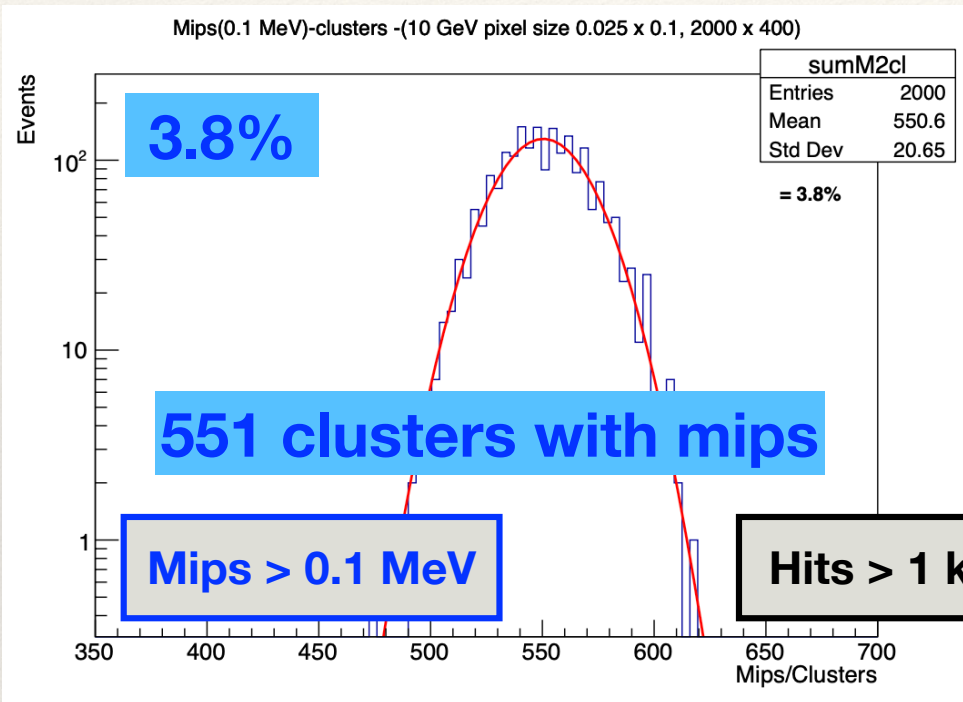 Mips(0.1 MeV)-clusters -(10 GeV pixel size 0.025 x 0.1, 2000 x 400)
sumM2cl
Entries 2000
Mean 550.6
Std Dev 20.65
= 3.8%
Events
3.8%
10²
10
1
551 clusters with mips
Mips > 0.1 MeV
Hits > 1 k
350 400 450 500 550 600 650 700
Mips/Clusters